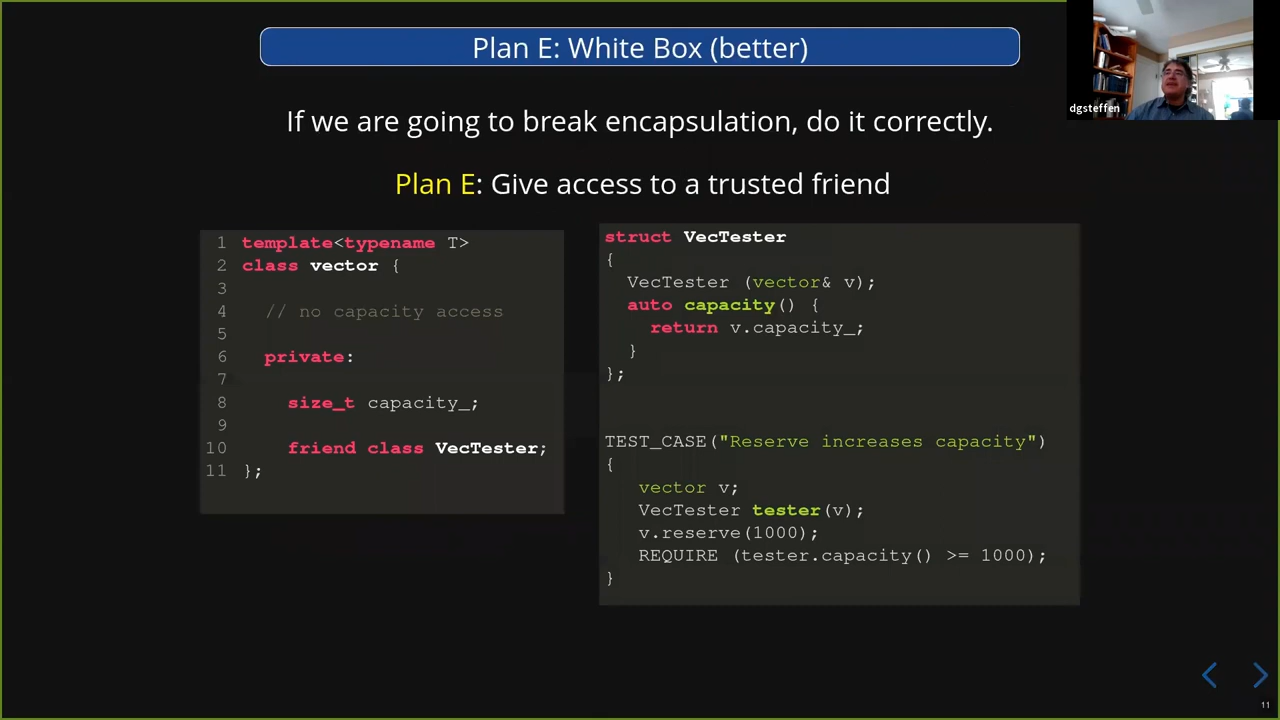 Plan E: White Box (better)
dgsteffen
If we are going to break encapsulation, do it correctly.
Plan E: Give access to a trusted friend
1 template<typename T>
2 class vector {
3
4 // no capacity access
5
6 private:
7
8 size_t capacity_;
9
10 friend class VecTester;
11 };
struct VecTester
{
VecTester (vector& v);
auto capacity() {
return v.capacity_;
}
};
TEST_CASE("Reserve increases capacity")
{
vector v;
VecTester tester(v);
v.reserve(1000);
REQUIRE (tester.capacity() >= 1000);
}
11